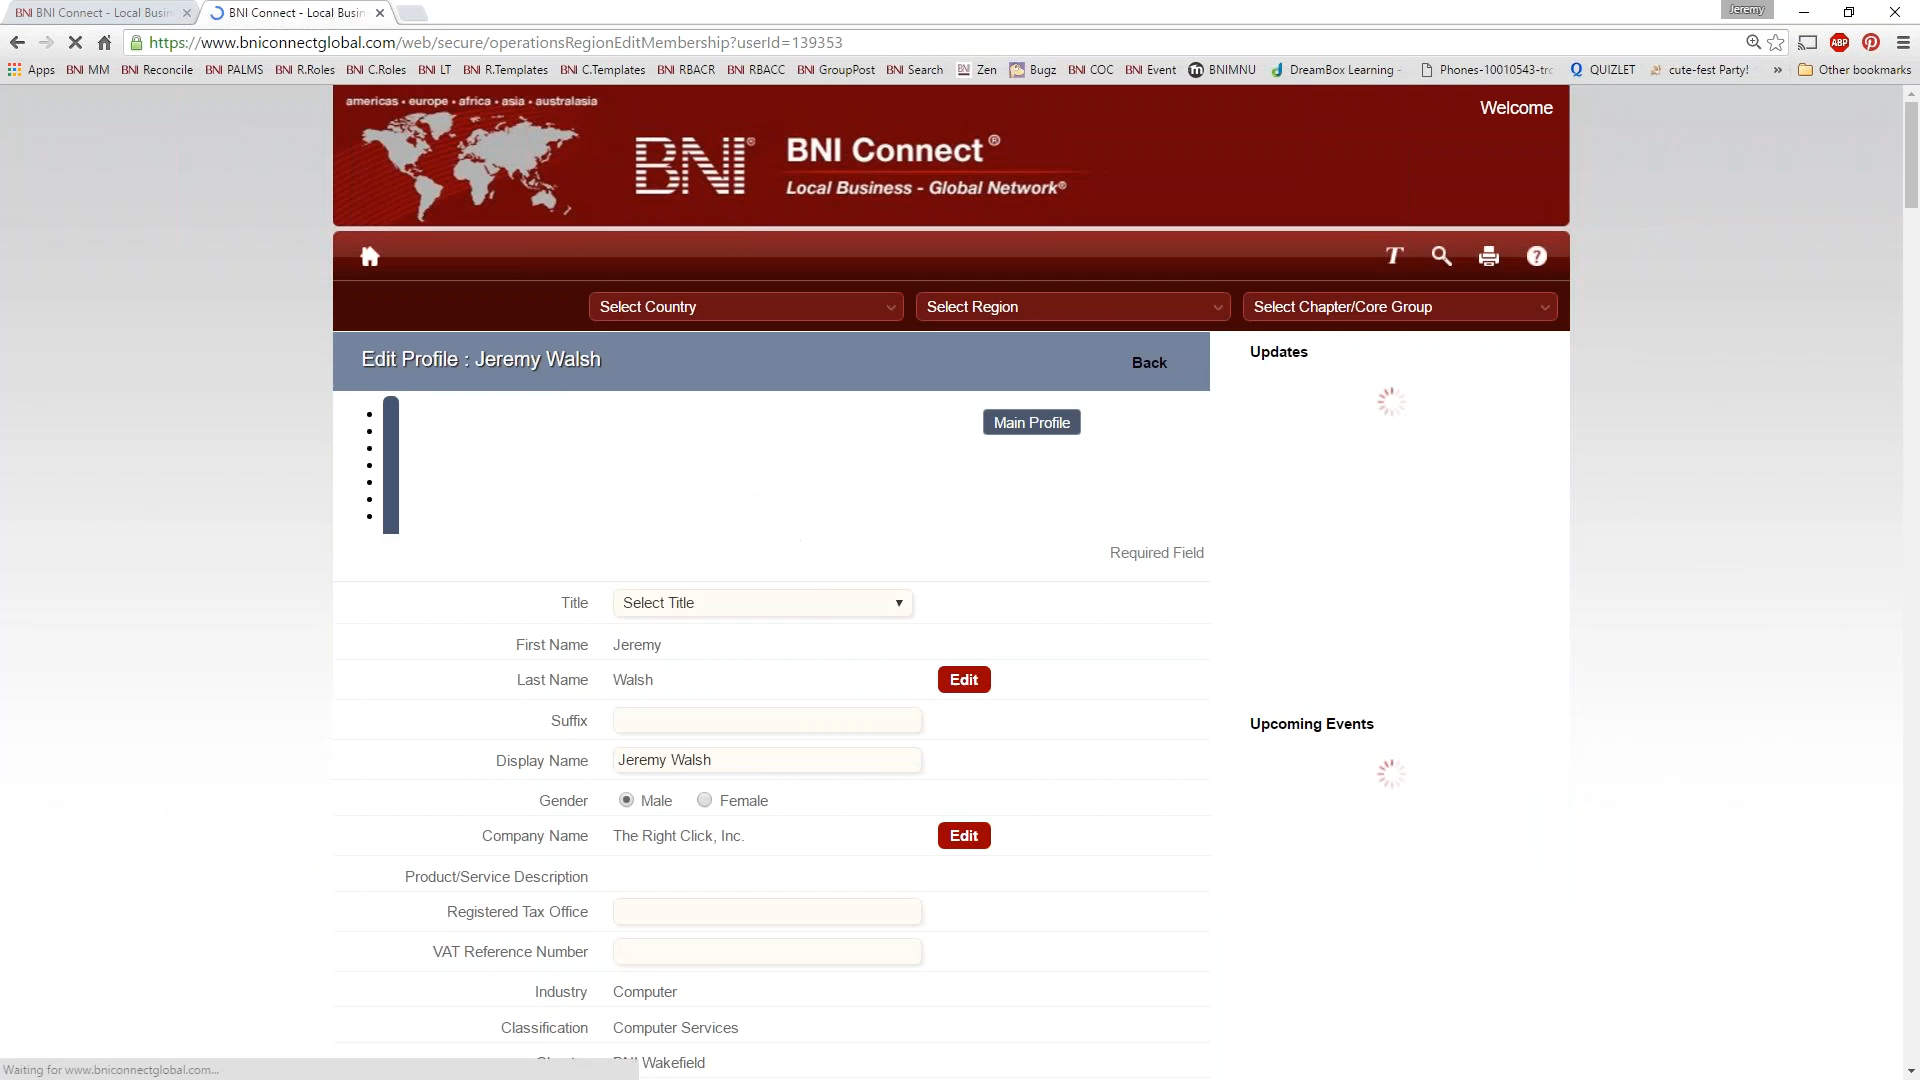 BNI BNI Connect - Local Busin
BNI Connect - Local Busin
Jeremy
https://www.bniconnectglobal.com/web/secure/operationsRegionEditMembership?userId=139353
ABP
Apps BNI MM BNI Reconcile BNI PALMS BNI R.Roles BNI C.Roles BNI LT BNI R.Templates BNI C.Templates BNI RBACR BNI RBACC BNI GroupPost BNI Search BNI Zen Bugz BNI COC BNI Event m BNIMNU DreamBox Learning - Phones-10010543-trc Q QUIZLET cute-fest Party! » Other bookmarks
americas • europe • africa • asia • australasia
Welcome
BNI® BNI Connect®
Local Business - Global Network®
T ?
Select Country Select Region Select Chapter/Core Group
Edit Profile : Jeremy Walsh Back
Updates
Main Profile
Required Field
Title Select Title
First Name Jeremy
Last Name Walsh Edit
Suffix
Upcoming Events
Display Name Jeremy Walsh
Gender Male Female
Company Name The Right Click, Inc. Edit
Product/Service Description
Registered Tax Office
VAT Reference Number
Industry Computer
Classification Computer Services
BNI Wakefield
Waiting for www.bniconnectglobal.com...